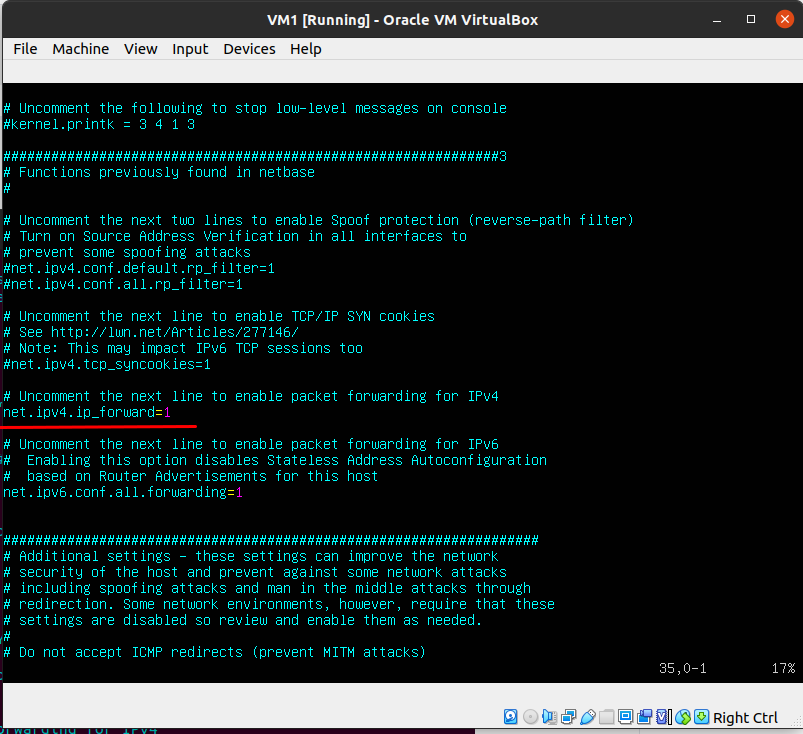 VM1 [Running] - Oracle VM VirtualBox
File Machine View Input Devices Help
# Uncomment the following to stop low-level messages on console
#kernel.printk = 3 4 1 3
##############################################################3
# Functions previously found in netbase
#
# Uncomment the next two lines to enable Spoof protection (reverse-path filter)
# Turn on Source Address Verification in all interfaces to
# prevent some spoofing attacks
#net.ipv4.conf.default.rp_filter=1
#net.ipv4.conf.all.rp_filter=1
# Uncomment the next line to enable TCP/IP SYN cookies
# See http://lwn.net/Articles/277146/
# Note: This may impact IPv6 TCP sessions too
#net.ipv4.tcp_syncookies=1
# Uncomment the next line to enable packet forwarding for IPv4
net.ipv4.ip_forward=1
# Uncomment the next line to enable packet forwarding for IPv6
#  Enabling this option disables Stateless Address Autoconfiguration
#  based on Router Advertisements for this host
net.ipv6.conf.all.forwarding=1
###################################################################
# Additional settings - these settings can improve the network
# security of the host and prevent against some network attacks
# including spoofing attacks and man in the middle attacks through
# redirection. Some network environments, however, require that these
# settings are disabled so review and enable them as needed.
#
# Do not accept ICMP redirects (prevent MITM attacks)
35,0-1 17%
Right Ctrl
for IPv4